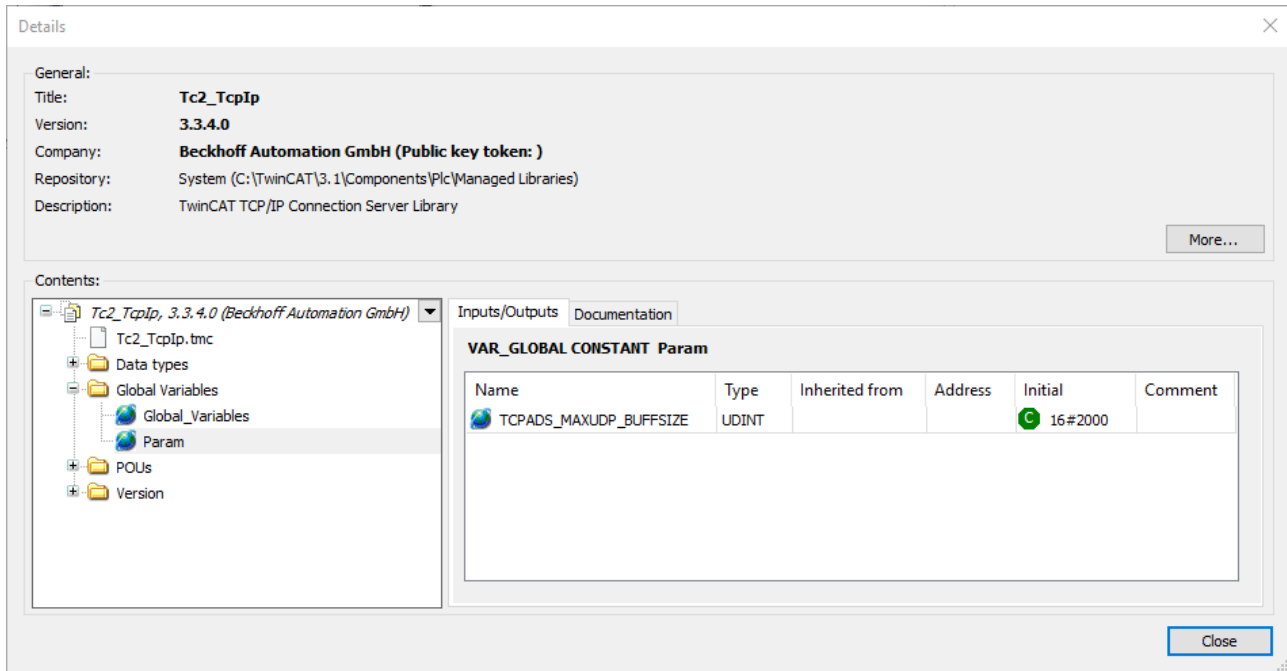 Details
General:
Title: Tc2_TcpIp
Version: 3.3.4.0
Company: Beckhoff Automation GmbH (Public key token: )
Repository: System (C:\TwinCAT\3.1\Components\Plc\Managed Libraries)
Description: TwinCAT TCP/IP Connection Server Library
More...
Contents:
Tc2_TcpIp, 3.3.4.0 (Beckhoff Automation GmbH)
Tc2_TcpIp.tmc
Data types
Global Variables
Global_Variables
Param
POUs
Version
Inputs/Outputs Documentation
VAR_GLOBAL CONSTANT Param
Name Type Inherited from Address Initial Comment
TCPADS_MAXUDP_BUFFSIZE UDINT C 16#2000
Close